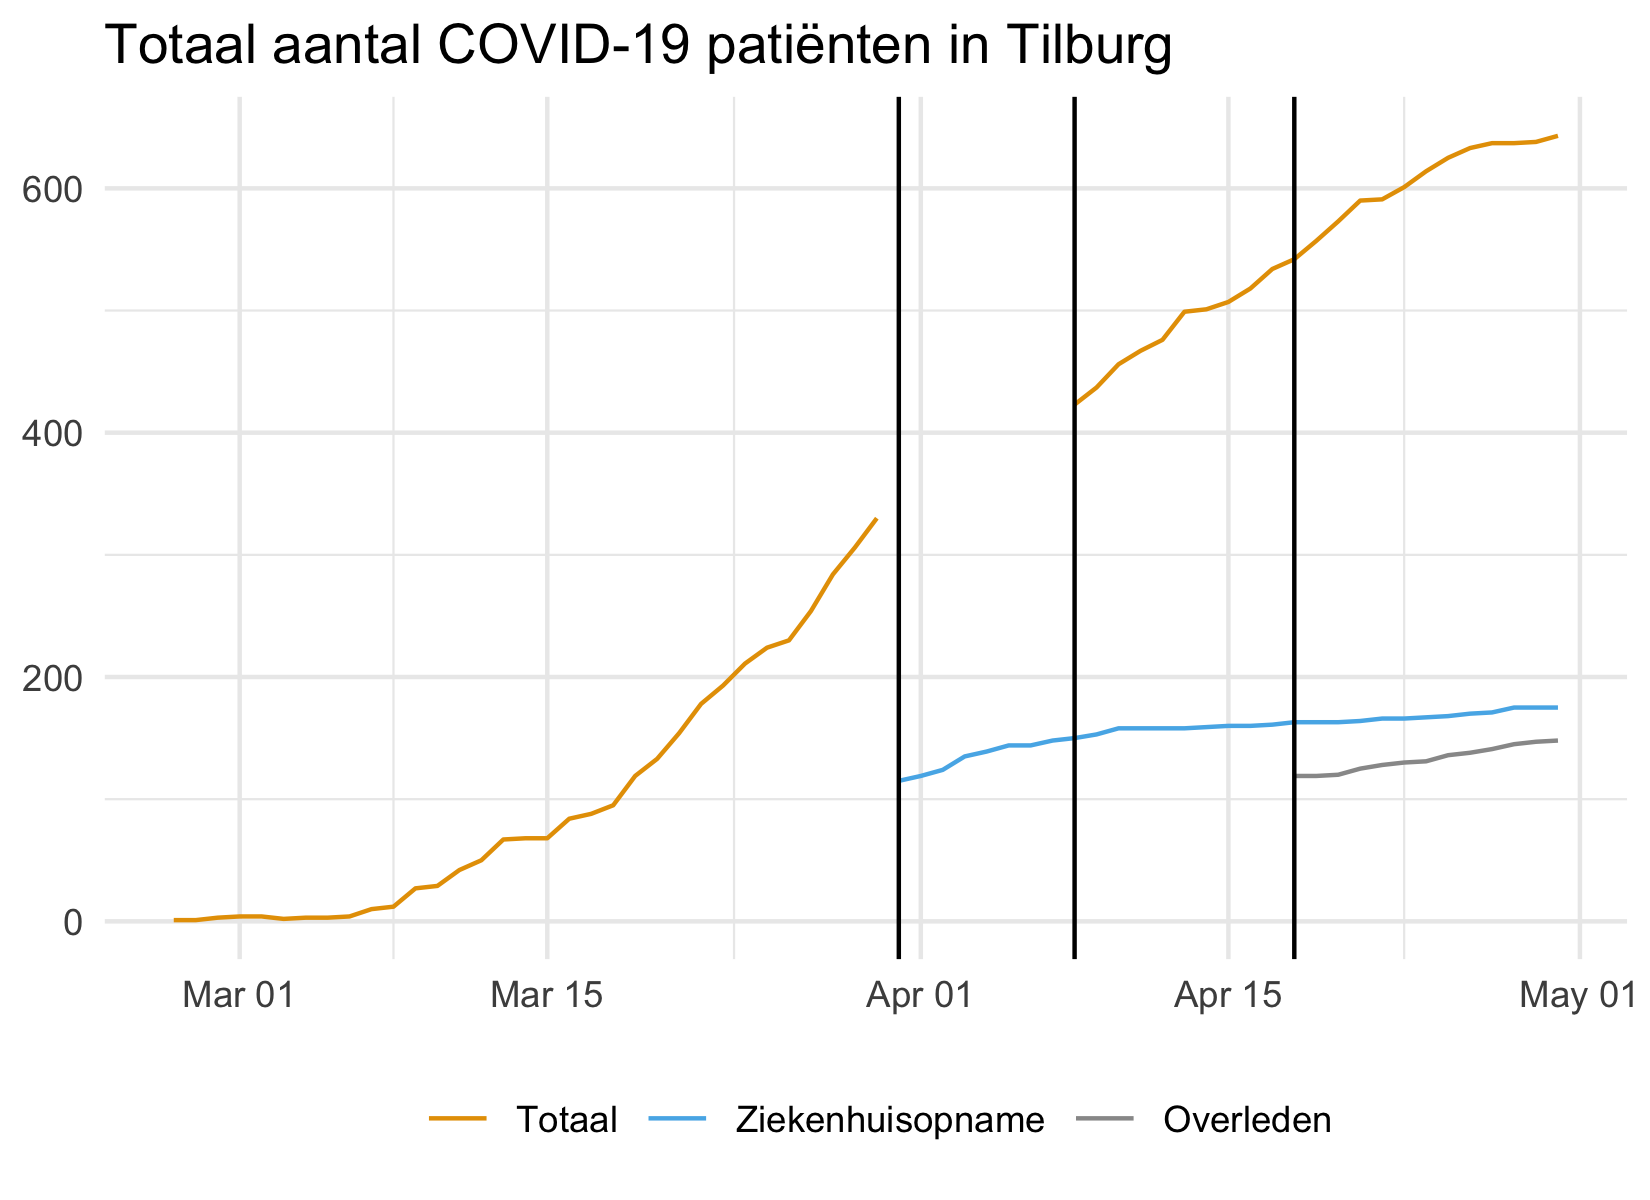 Totaal aantal COVID-19 patiënten in Tilburg
600
400
200
0
Mar 01 Mar 15 Apr 01 Apr 15 May 01
Totaal Ziekenhuisopname Overleden